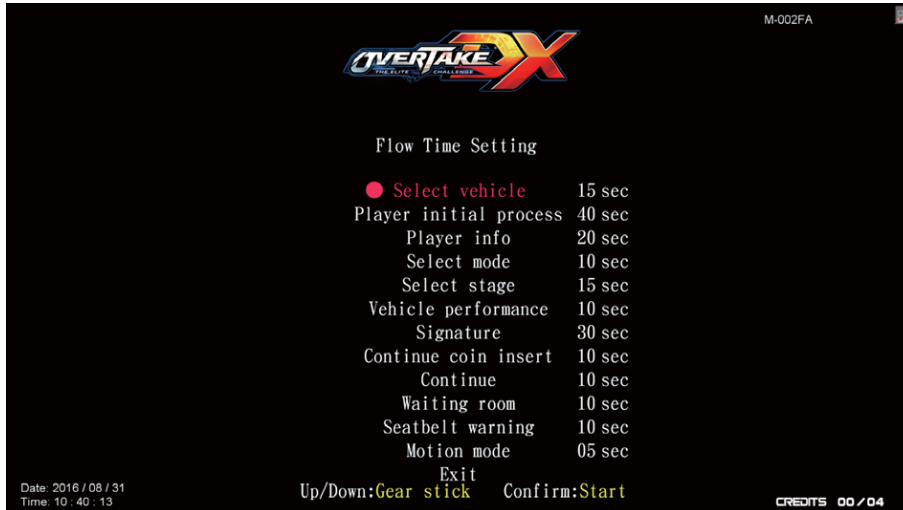 M-002FA
OVERTAKE DX
THE ELITE CHALLENGE
Flow Time Setting
Select vehicle 15 sec
Player initial process 40 sec
Player info 20 sec
Select mode 10 sec
Select stage 15 sec
Vehicle performance 10 sec
Signature 30 sec
Continue coin insert 10 sec
Continue 10 sec
Waiting room 10 sec
Seatbelt warning 10 sec
Motion mode 05 sec
Exit
Up/Down:Gear stick Confirm:Start
Date: 2016 / 08 / 31
Time: 10 : 40 : 13
CREDITS 00/04